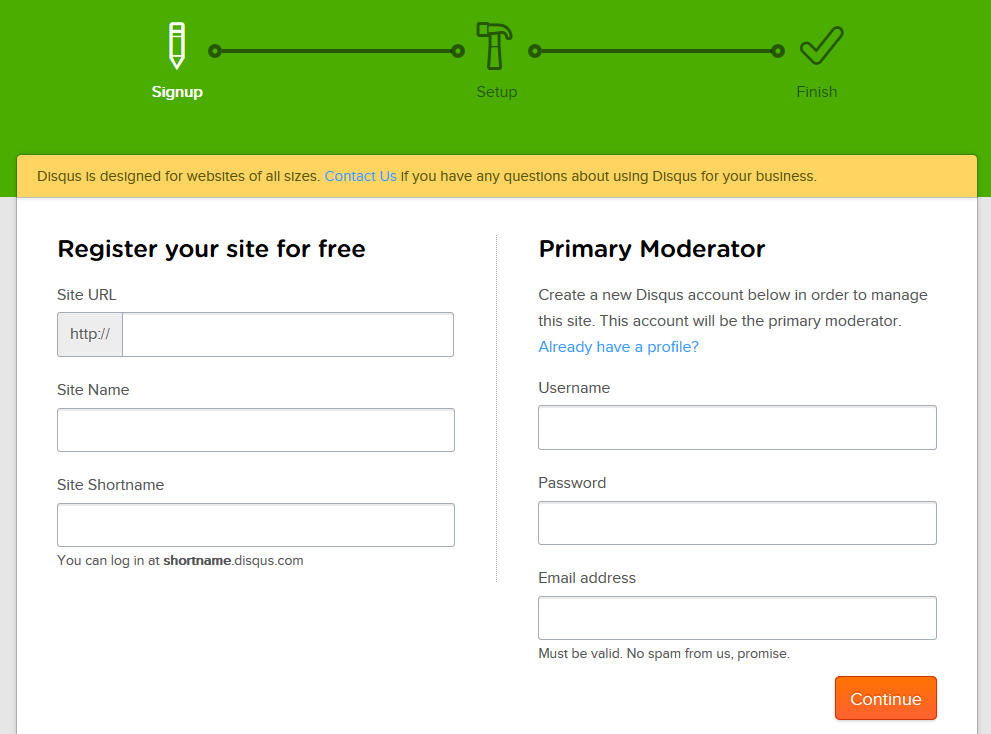 Signup
Setup
Finish
Disqus is designed for websites of all sizes. Contact Us if you have any questions about using Disqus for your business.
Register your site for free
Site URL
http://
Site Name
Site Shortname
You can log in at shortname.disqus.com
Primary Moderator
Create a new Disqus account below in order to manage
this site. This account will be the primary moderator.
Already have a profile?
Username
Password
Email address
Must be valid. No spam from us, promise.
Continue